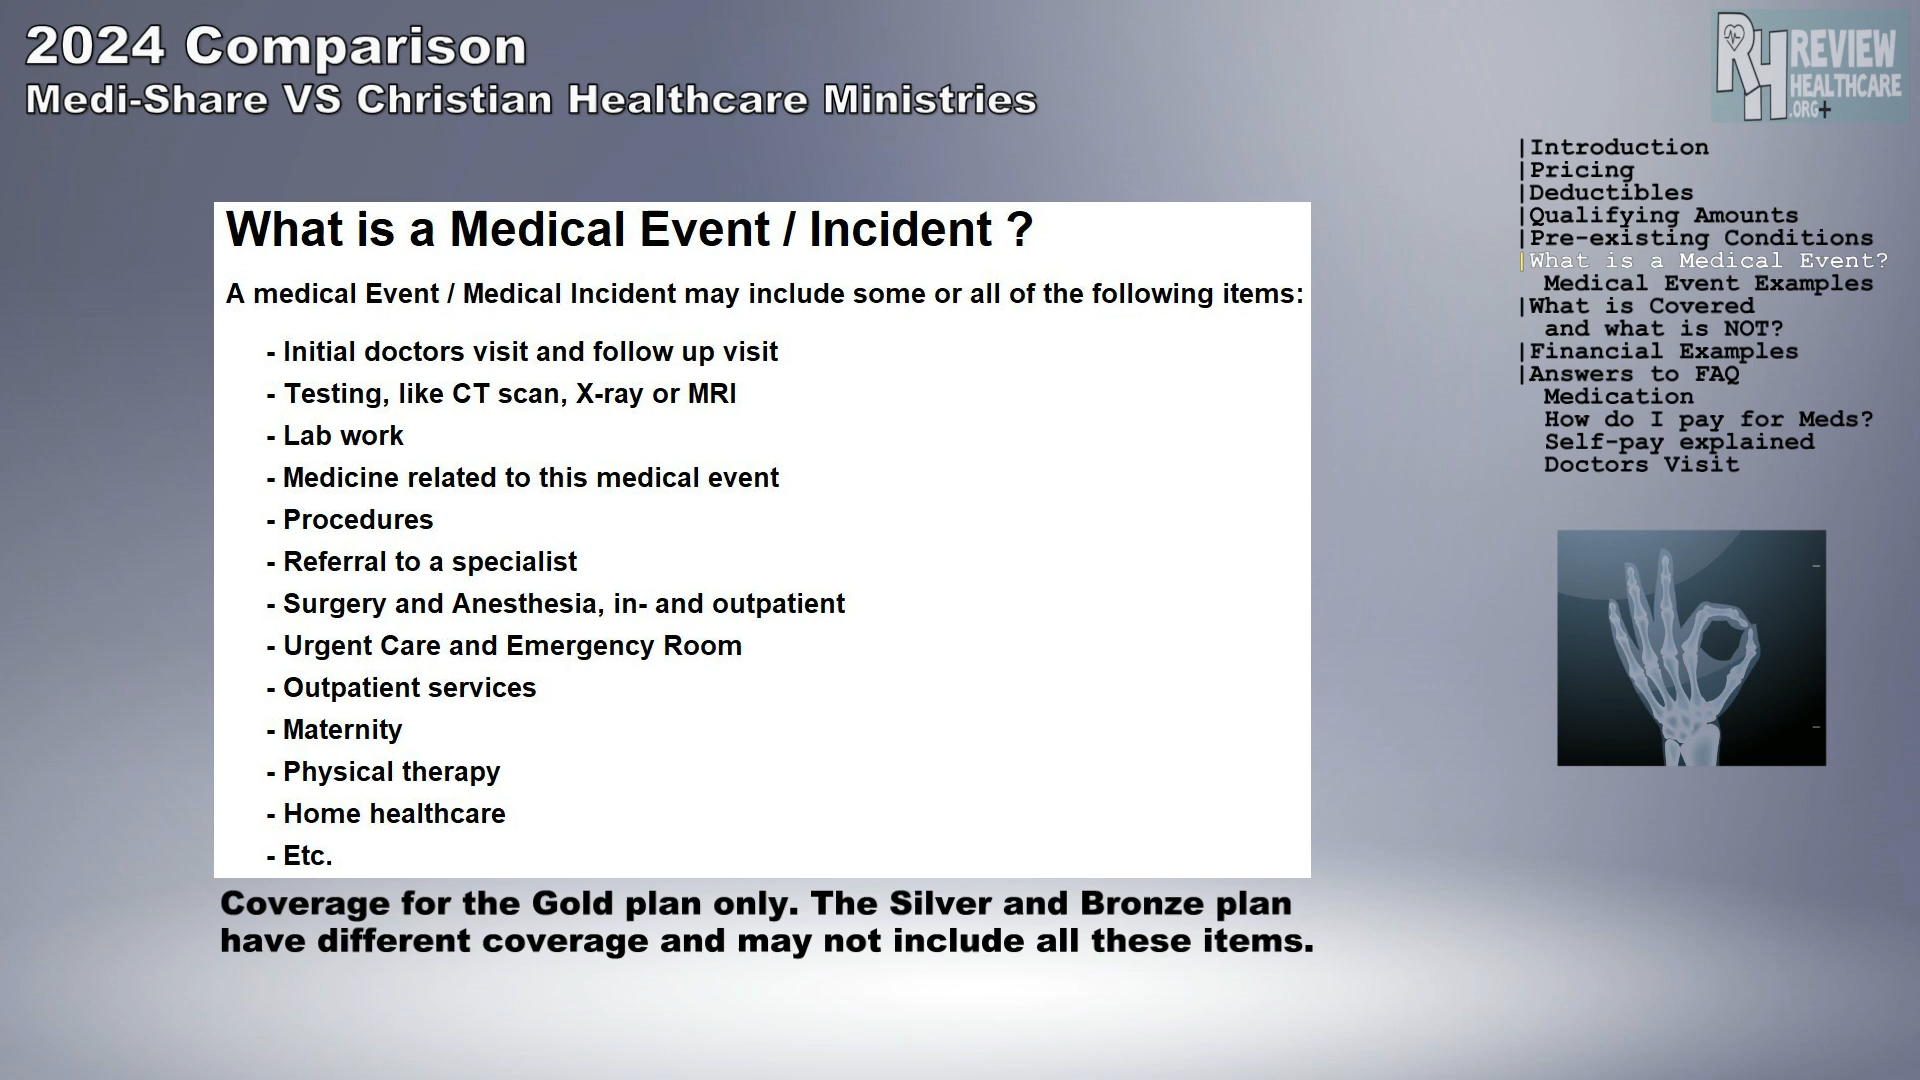 2024 Comparison
Medi-Share VS Christian Healthcare Ministries
RH REVIEW
HEALTHCARE
.ORG+
|Introduction
|Pricing
|Deductibles
|Qualifying Amounts
|Pre-existing Conditions
|What is a Medical Event?
Medical Event Examples
|What is Covered
and what is NOT?
|Financial Examples
|Answers to FAQ
Medication
How do I pay for Meds?
Self-pay explained
Doctors Visit
What is a Medical Event / Incident ?
A medical Event / Medical Incident may include some or all of the following items:
- Initial doctors visit and follow up visit
- Testing, like CT scan, X-ray or MRI
- Lab work
- Medicine related to this medical event
- Procedures
- Referral to a specialist
- Surgery and Anesthesia, in- and outpatient
- Urgent Care and Emergency Room
- Outpatient services
- Maternity
- Physical therapy
- Home healthcare
- Etc.
Coverage for the Gold plan only. The Silver and Bronze plan
have different coverage and may not include all these items.